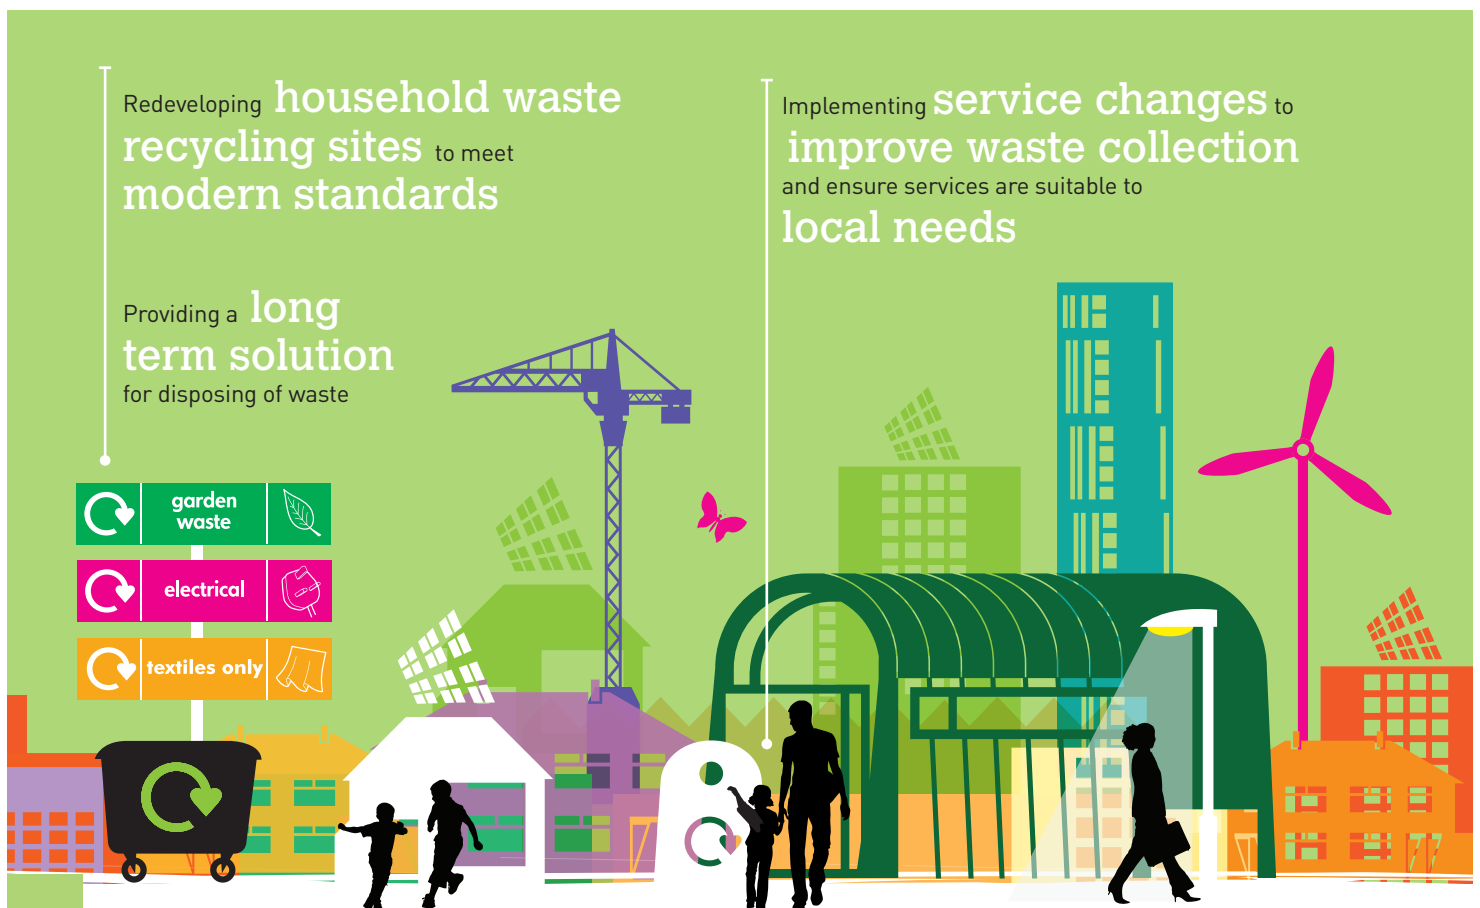 Redeveloping household waste
recycling sites to meet
modern standards
Providing a long
term solution
for disposing of waste
Implementing service changes to
improve waste collection
and ensure services are suitable to
local needs
garden
waste
electrical
textiles only